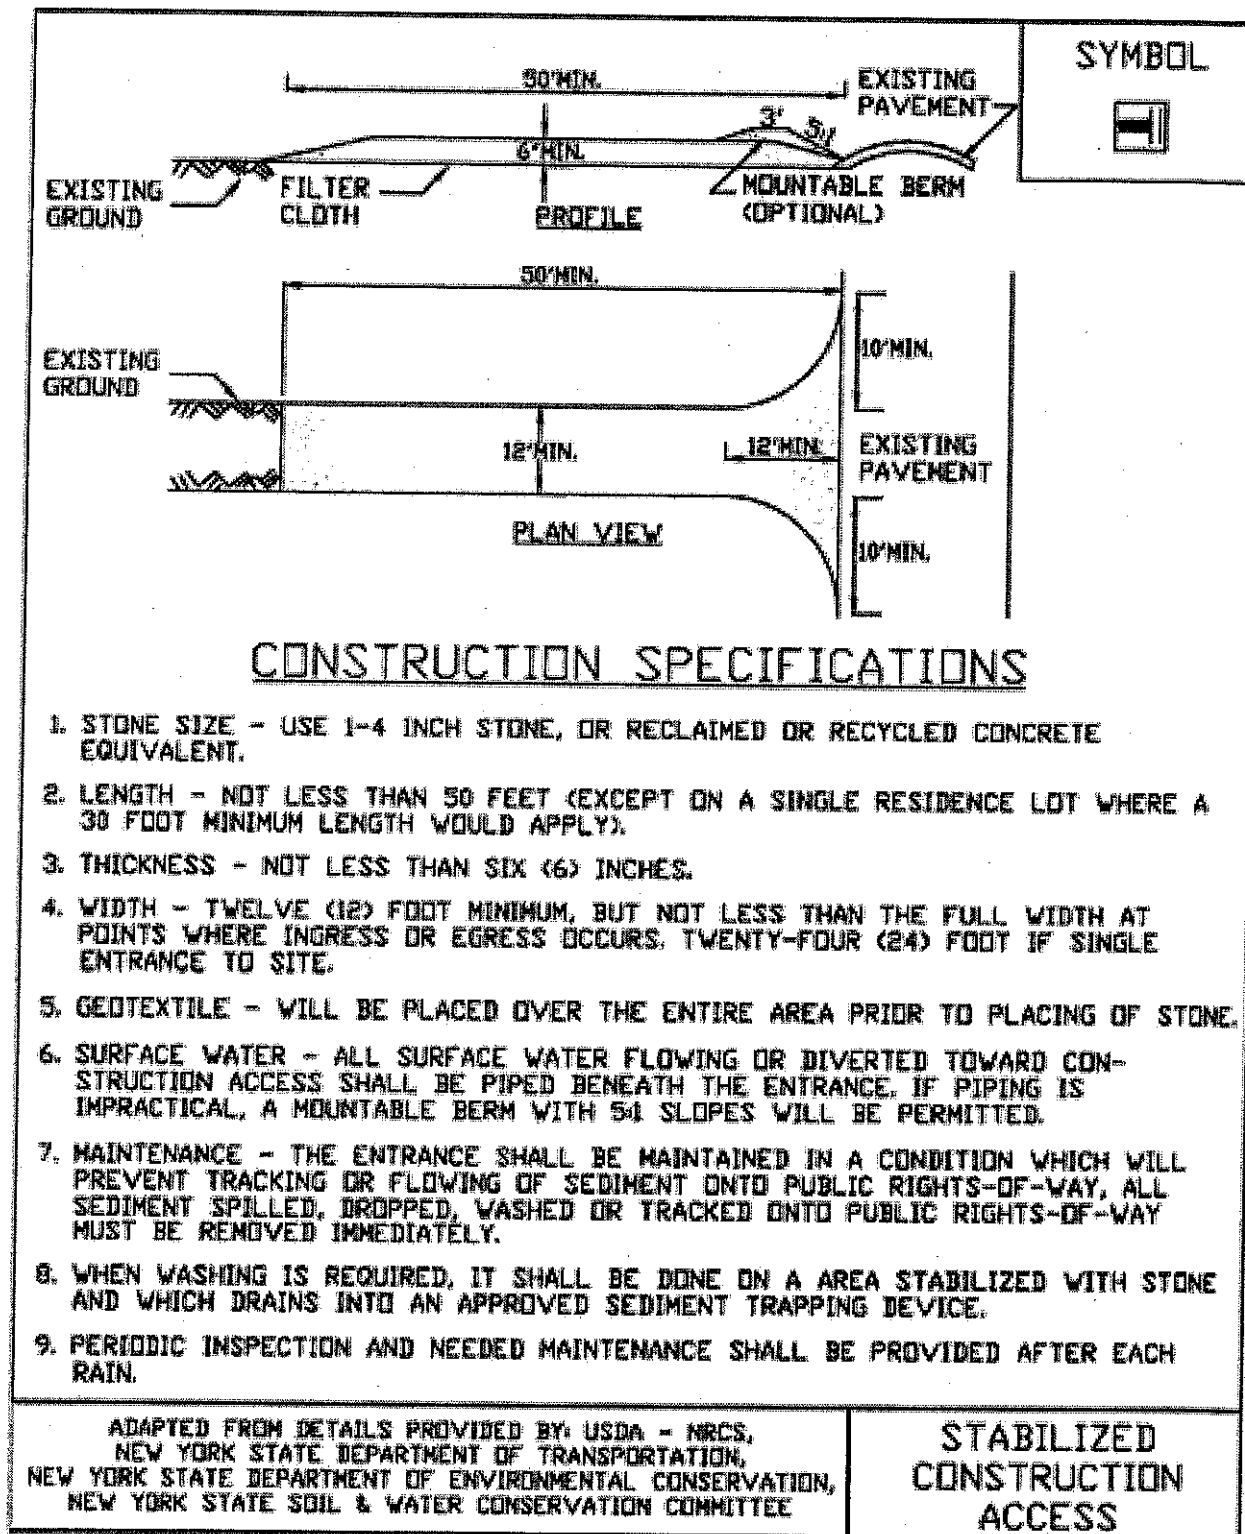 SYMBOL
50'MIN.
EXISTING
PAVEMENT
3'
6"MIN.
EXISTING
GROUND
FILTER
CLOTH
PROFILE
MOUNTABLE BERM
(OPTIONAL)
50'MIN.
10'MIN.
EXISTING
GROUND
12'MIN.
12'MIN.
EXISTING
PAVEMENT
PLAN VIEW
10'MIN.
CONSTRUCTION SPECIFICATIONS
1. STONE SIZE - USE 1-4 INCH STONE, OR RECLAIMED OR RECYCLED CONCRETE
EQUIVALENT.
2. LENGTH - NOT LESS THAN 50 FEET (EXCEPT ON A SINGLE RESIDENCE LOT WHERE A
30 FOOT MINIMUM LENGTH WOULD APPLY).
3. THICKNESS - NOT LESS THAN SIX (6) INCHES.
4. WIDTH - TWELVE (12) FOOT MINIMUM, BUT NOT LESS THAN THE FULL WIDTH AT
POINTS WHERE INGRESS OR EGRESS OCCURS. TWENTY-FOUR (24) FOOT IF SINGLE
ENTRANCE TO SITE.
5. GEOTEXTILE - WILL BE PLACED OVER THE ENTIRE AREA PRIOR TO PLACING OF STONE.
6. SURFACE WATER - ALL SURFACE WATER FLOWING OR DIVERTED TOWARD CON-
STRUCTION ACCESS SHALL BE PIPED BENEATH THE ENTRANCE. IF PIPING IS
IMPRACTICAL, A MOUNTABLE BERM WITH 5:1 SLOPES WILL BE PERMITTED.
7. MAINTENANCE - THE ENTRANCE SHALL BE MAINTAINED IN A CONDITION WHICH WILL
PREVENT TRACKING OR FLOWING OF SEDIMENT ONTO PUBLIC RIGHTS-OF-WAY, ALL
SEDIMENT SPILLED, DROPPED, WASHED OR TRACKED ONTO PUBLIC RIGHTS-OF-WAY
MUST BE REMOVED IMMEDIATELY.
8. WHEN WASHING IS REQUIRED, IT SHALL BE DONE ON A AREA STABILIZED WITH STONE
AND WHICH DRAINS INTO AN APPROVED SEDIMENT TRAPPING DEVICE.
9. PERIODIC INSPECTION AND NEEDED MAINTENANCE SHALL BE PROVIDED AFTER EACH
RAIN.
ADAPTED FROM DETAILS PROVIDED BY: USDA - NRCS,
NEW YORK STATE DEPARTMENT OF TRANSPORTATION,
NEW YORK STATE DEPARTMENT OF ENVIRONMENTAL CONSERVATION,
NEW YORK STATE SOIL & WATER CONSERVATION COMMITTEE
STABILIZED
CONSTRUCTION
ACCESS